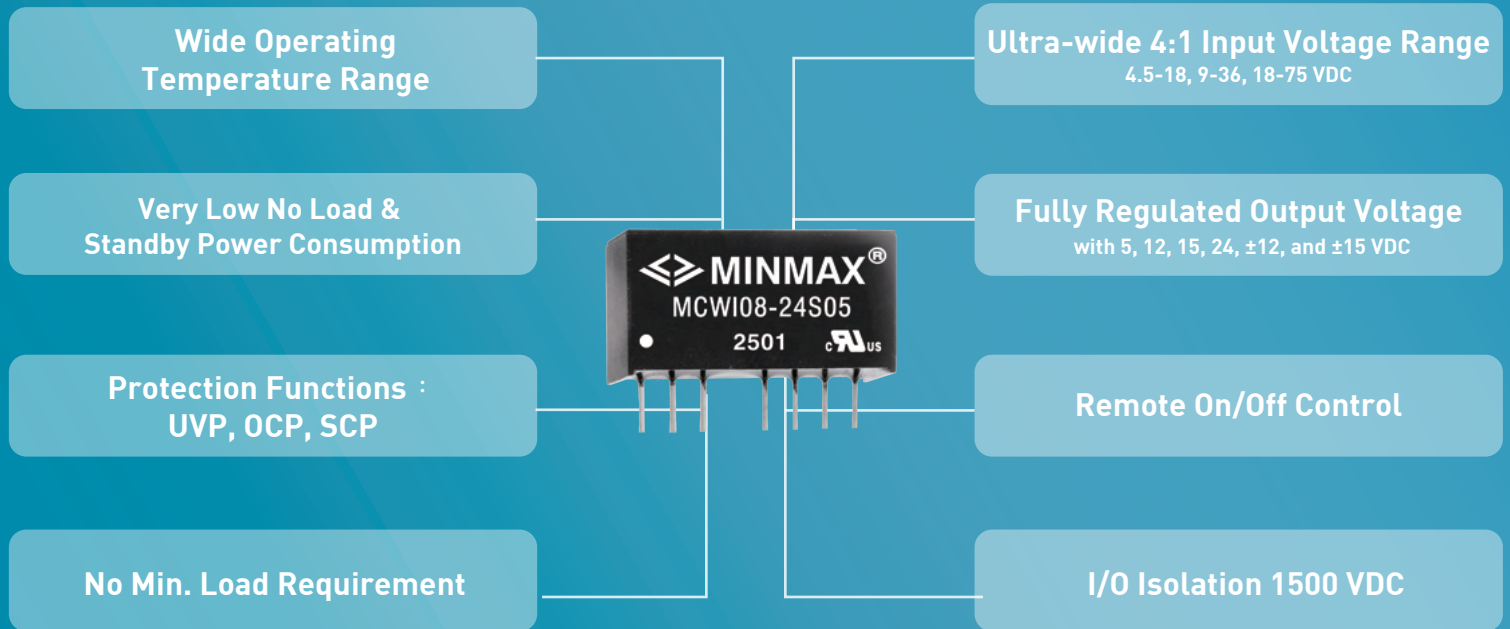 Wide Operating
Temperature Range
Very Low No Load &
Standby Power Consumption
Protection Functions :
UVP, OCP, SCP
No Min. Load Requirement
MINMAX®
MCWI08-24S05
2501
c RU US
Ultra-wide 4:1 Input Voltage Range
4.5-18, 9-36, 18-75 VDC
Fully Regulated Output Voltage
with 5, 12, 15, 24, ±12, and ±15 VDC
Remote On/Off Control
I/O Isolation 1500 VDC